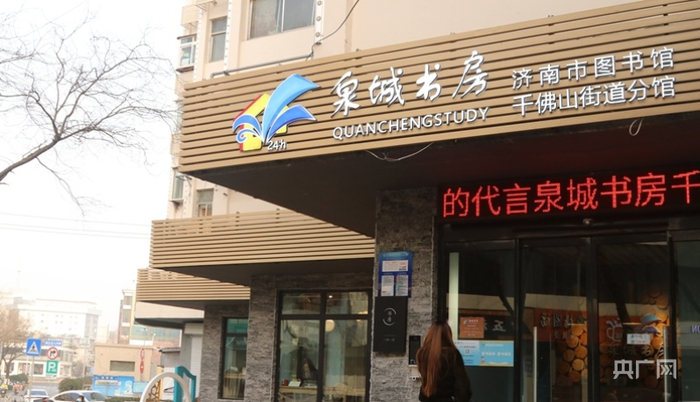 泉城书房
QUANCHENGSTUDY
济南市图书馆
千佛山街道分馆
24h
的代言泉城书房千
P
央广网